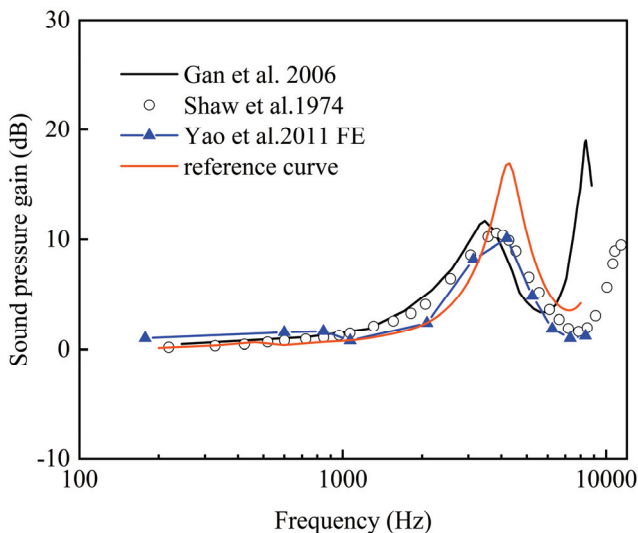 30
20
10
0
-10
Sound pressure gain (dB)
Gan et al. 2006
Shaw et al.1974
Yao et al.2011 FE
reference curve
100
1000
10000
Frequency (Hz)